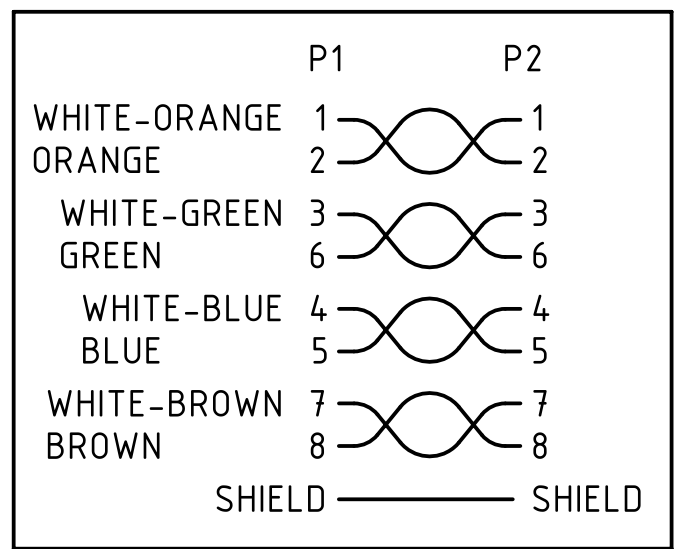 P1 P2
WHITE-ORANGE 1 1
ORANGE 2 2
WHITE-GREEN 3 3
GREEN 6 6
WHITE-BLUE 4 4
BLUE 5 5
WHITE-BROWN 7 7
BROWN 8 8
SHIELD SHIELD